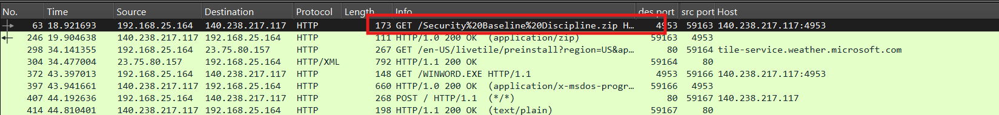 No. Time Source Destination Protocol Length Info des port src port Host
63 18.921693 192.168.25.164 140.238.217.117 HTTP 173 GET /Security%20Baseline%20Discipline.zip H… 4953 59163 140.238.217.117:4953
246 19.904638 140.238.217.117 192.168.25.164 HTTP 111 HTTP/1.0 200 OK (application/zip) 59163 4953
298 34.141355 192.168.25.164 23.75.80.157 HTTP 267 GET /en-US/livetile/preinstall?region=US&ap… 80 59164 tile-service.weather.microsoft.com
304 34.477004 23.75.80.157 192.168.25.164 HTTP/XML 792 HTTP/1.1 200 OK 59164 80
372 43.397013 192.168.25.164 140.238.217.117 HTTP 148 GET /WINWORD.EXE HTTP/1.1 4953 59166 140.238.217.117:4953
397 43.941661 140.238.217.117 192.168.25.164 HTTP 660 HTTP/1.0 200 OK (application/x-msdos-progr… 59166 4953
407 44.192636 192.168.25.164 140.238.217.117 HTTP 268 POST / HTTP/1.1 (*/*) 80 59167 140.238.217.117
414 44.810401 140.238.217.117 192.168.25.164 HTTP 198 HTTP/1.1 200 OK (text/plain) 59167 80